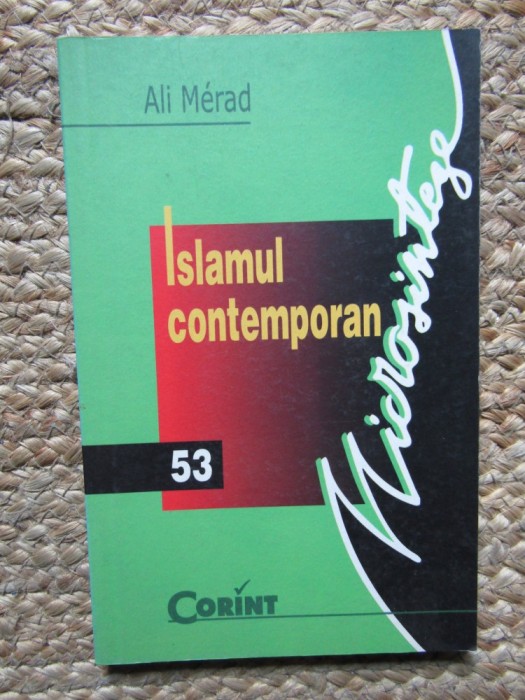 Ali Mérad
Islamul
contemporan
Microsinteze
53
CORINT